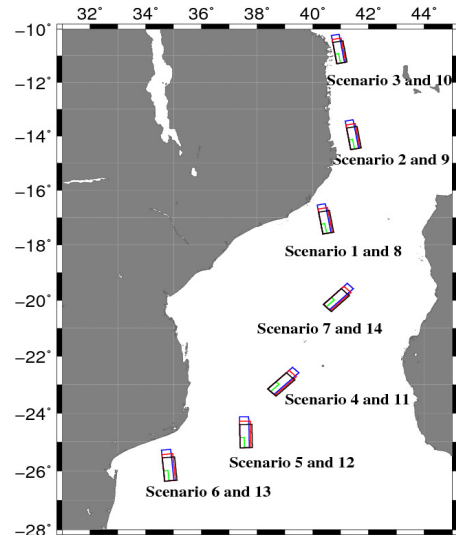 32 34 36 38 40 42 44
−10
−12
−14
−16
−18
−20
−22
−24
−26
−28
Scenario 3 and 10
Scenario 2 and 9
Scenario 1 and 8
Scenario 7 and 14
Scenario 4 and 11
Scenario 5 and 12
Scenario 6 and 13